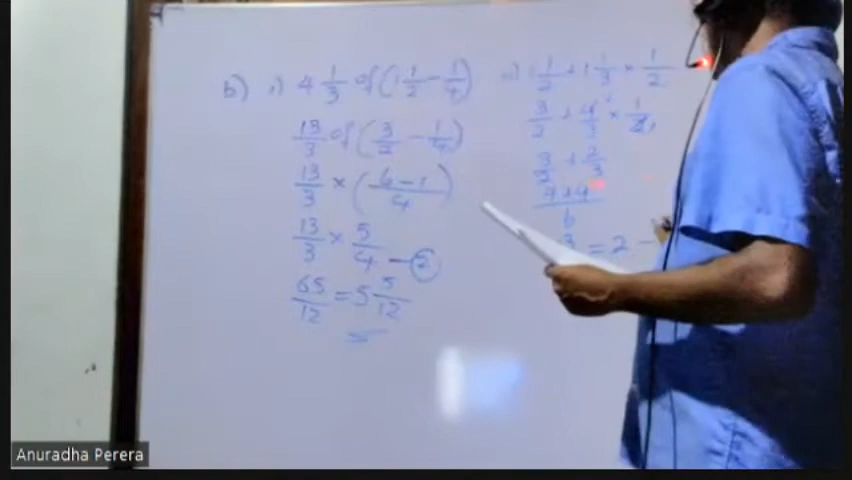 b) i) 4 1/3 of (1 1/2 - 1/4)
13/3 of (3/2 - 1/4)
13/3 × (6-1/4)
13/3 × 5/4 — 2
65/12 = 5 5/12
1 1/2 + 1 1/3 × 1/2
3/2 + 4/3 × 1/2
3/2 + 2/3
9+4/6
3 = 2
Anuradha Perera